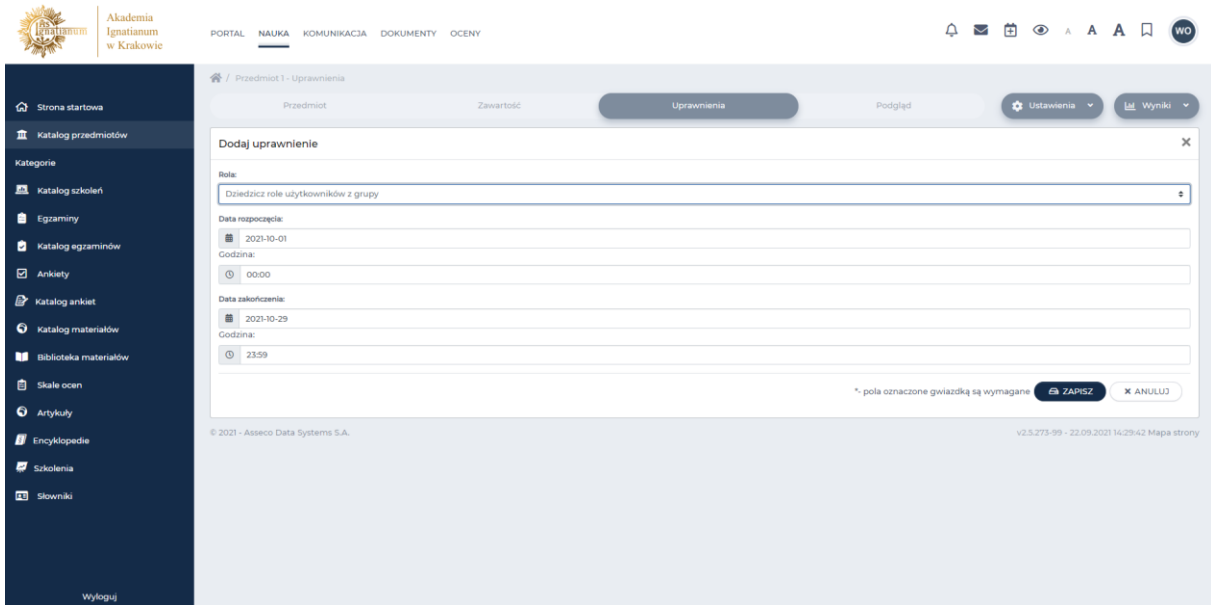 As
Ignatianum
Akademia
Ignatianum
w Krakowie
PORTAL NAUKA KOMUNIKACJA DOKUMENTY OCENY
A A A
WO
/ Przedmiot 1 - Uprawnienia
Przedmiot Zawartość Uprawnienia Podgląd Ustawienia Wyniki
Strona startowa
Katalog przedmiotów
Kategorie
Katalog szkoleń
Egzaminy
Katalog egzaminów
Ankiety
Katalog ankiet
Katalog materiałów
Biblioteka materiałów
Skale ocen
Artykuły
Encyklopedie
Szkolenia
Słowniki
Wyloguj
Dodaj uprawnienie
Rola:
Dziedzicz role użytkowników z grupy
Data rozpoczęcia:
2021-10-01
Godzina:
00:00
Data zakończenia:
2021-10-29
Godzina:
23:59
*- pola oznaczone gwiazdką są wymagane ZAPISZ ANULUJ
© 2021 - Asseco Data Systems S.A. v2.5.273-99 - 22.09.2021 14:29:42 Mapa strony